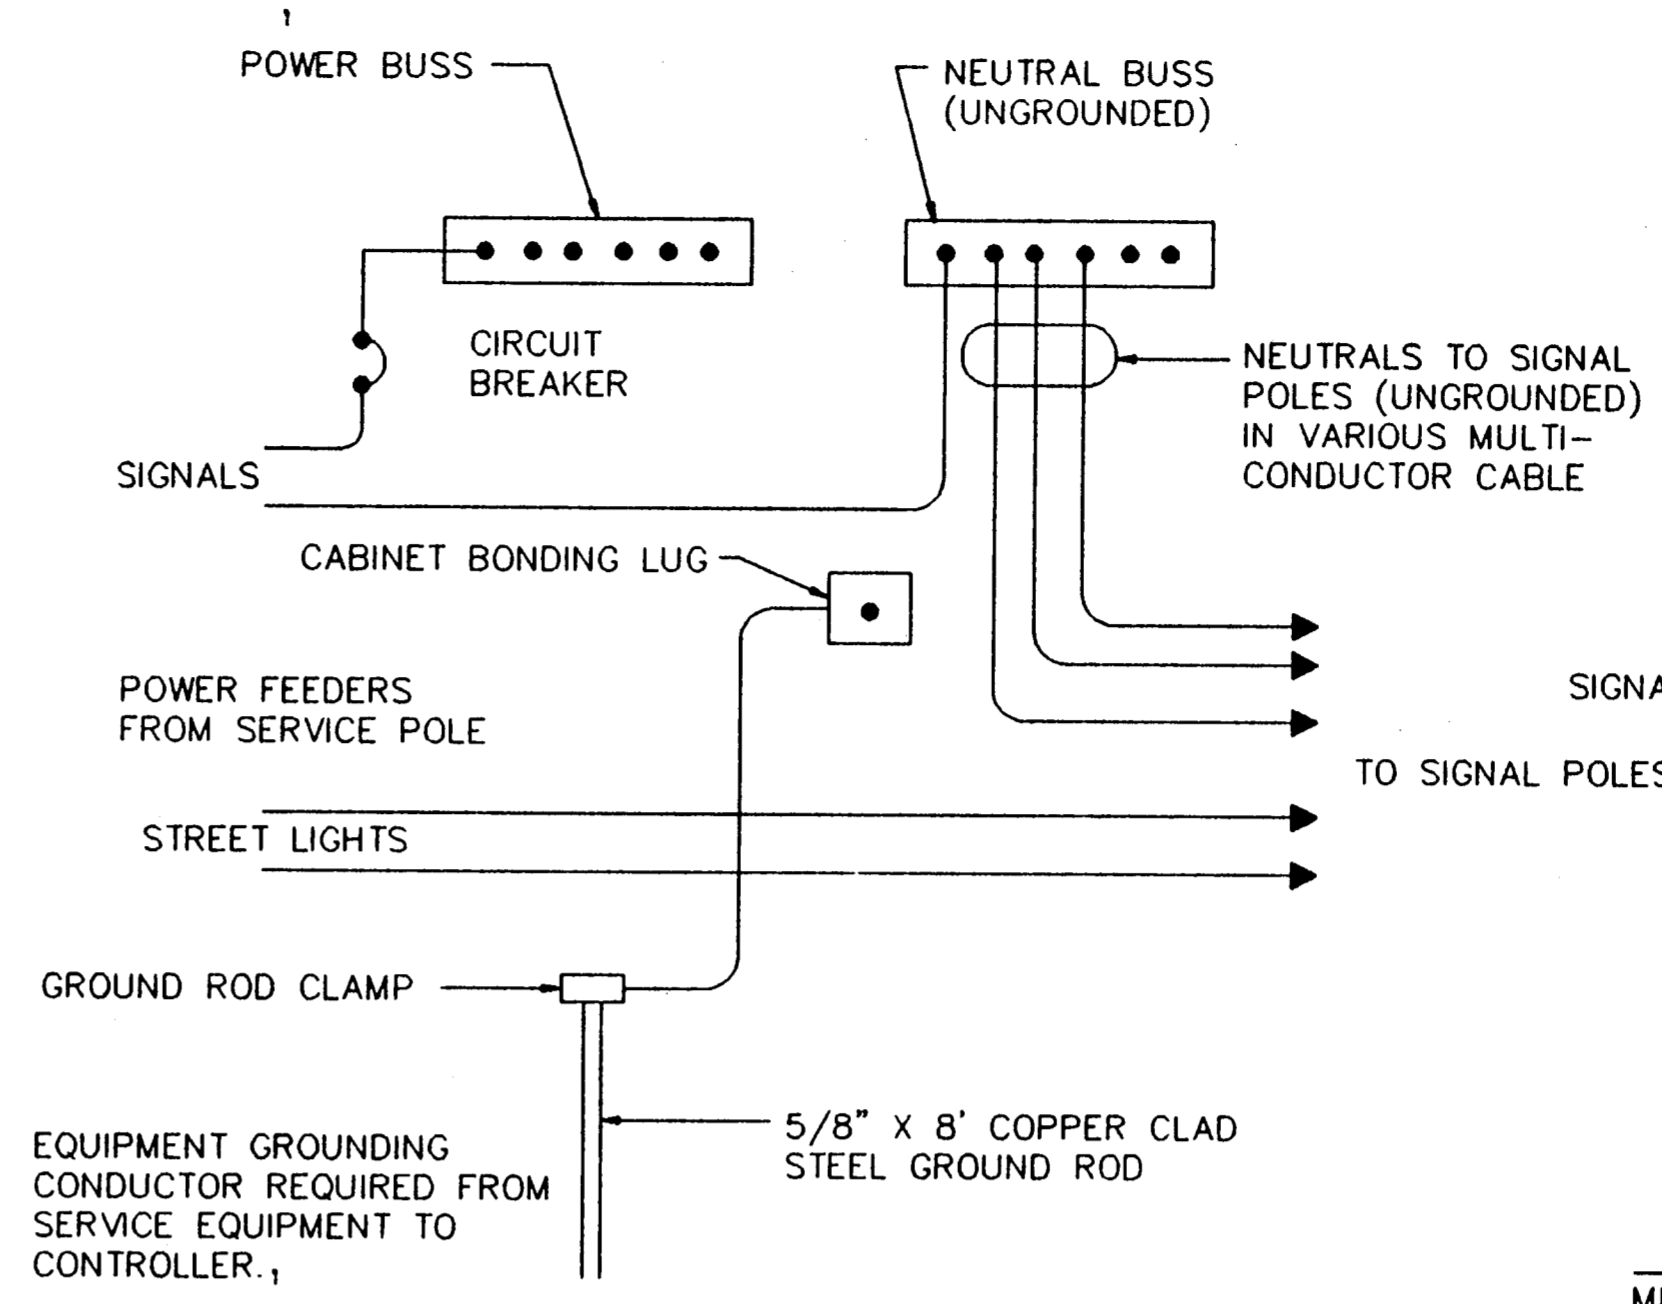 POWER BUSS
NEUTRAL BUSS
(UNGROUNDED)
CIRCUIT
BREAKER
NEUTRALS TO SIGNAL
POLES (UNGROUNDED)
IN VARIOUS MULTI-
CONDUCTOR CABLE
SIGNALS
CABINET BONDING LUG
POWER FEEDERS
FROM SERVICE POLE
SIGNA
TO SIGNAL POLES
STREET LIGHTS
GROUND ROD CLAMP
5/8" X 8' COPPER CLAD
STEEL GROUND ROD
EQUIPMENT GROUNDING
CONDUCTOR REQUIRED FROM
SERVICE EQUIPMENT TO
CONTROLLER.,